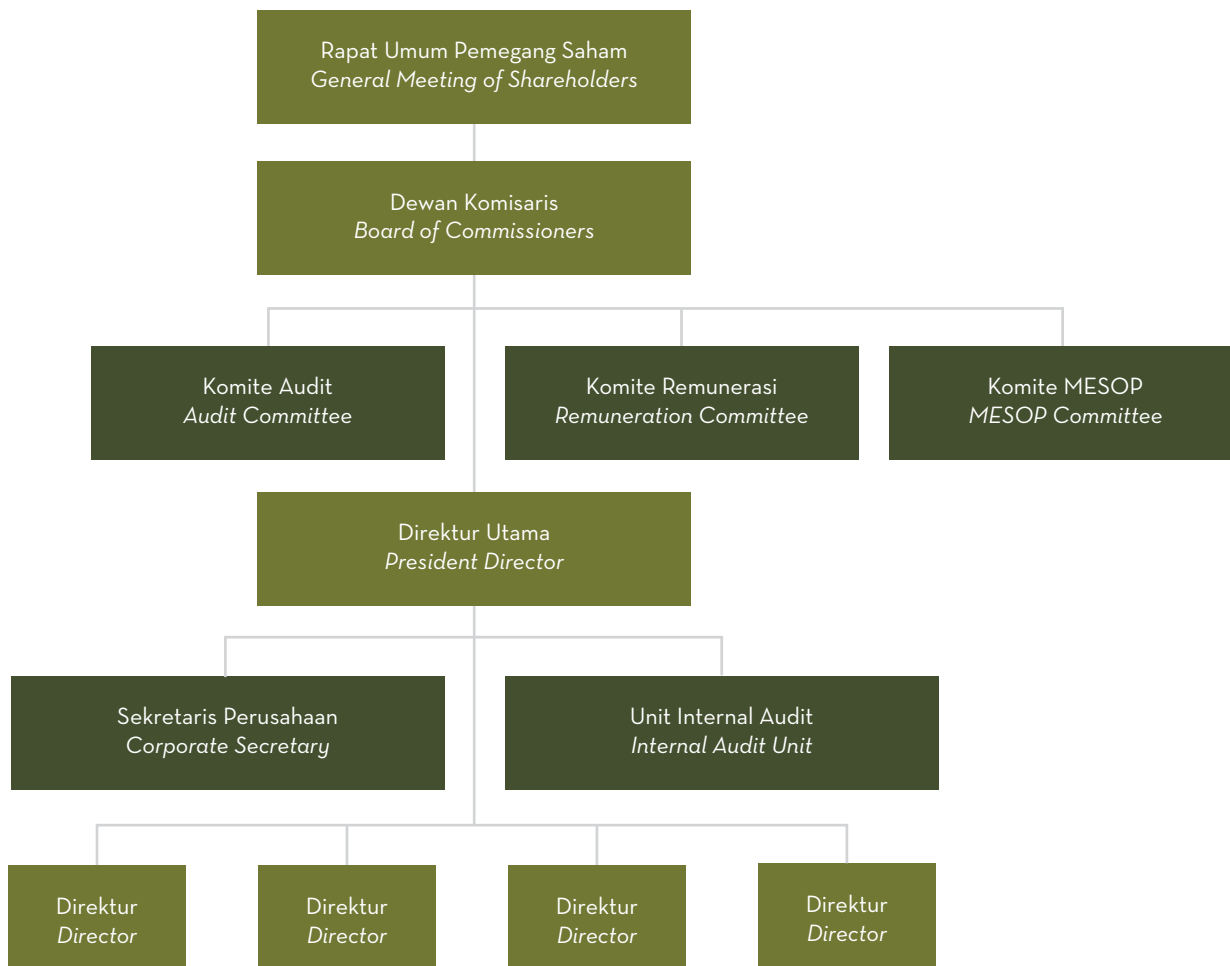 Rapat Umum Pemegang Saham
General Meeting of Shareholders
Dewan Komisaris
Board of Commissioners
Komite Audit
Audit Committee
Komite Remunerasi
Remuneration Committee
Komite MESOP
MESOP Committee
Direktur Utama
President Director
Sekretaris Perusahaan
Corporate Secretary
Unit Internal Audit
Internal Audit Unit
Direktur
Director
Direktur
Director
Direktur
Director
Direktur
Director